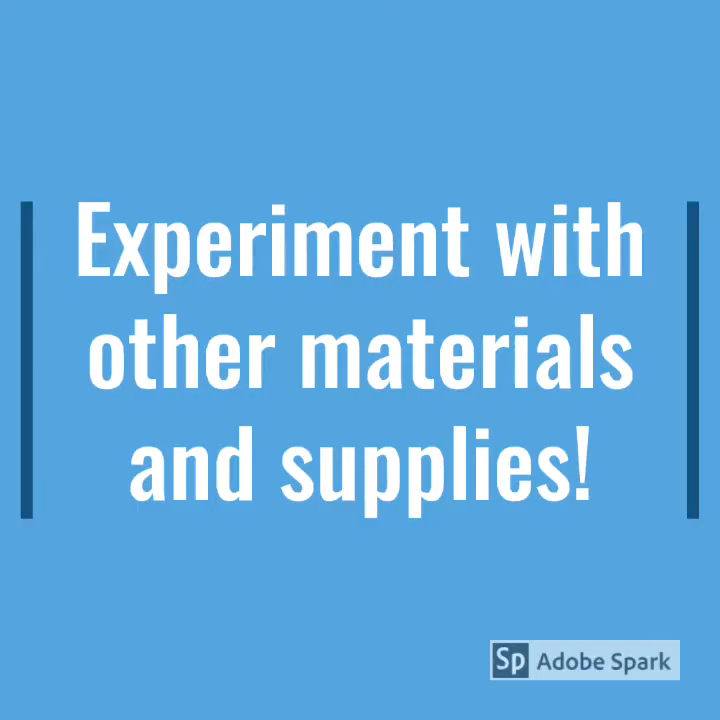 Experiment with
other materials
and supplies!
Sp Adobe Spark